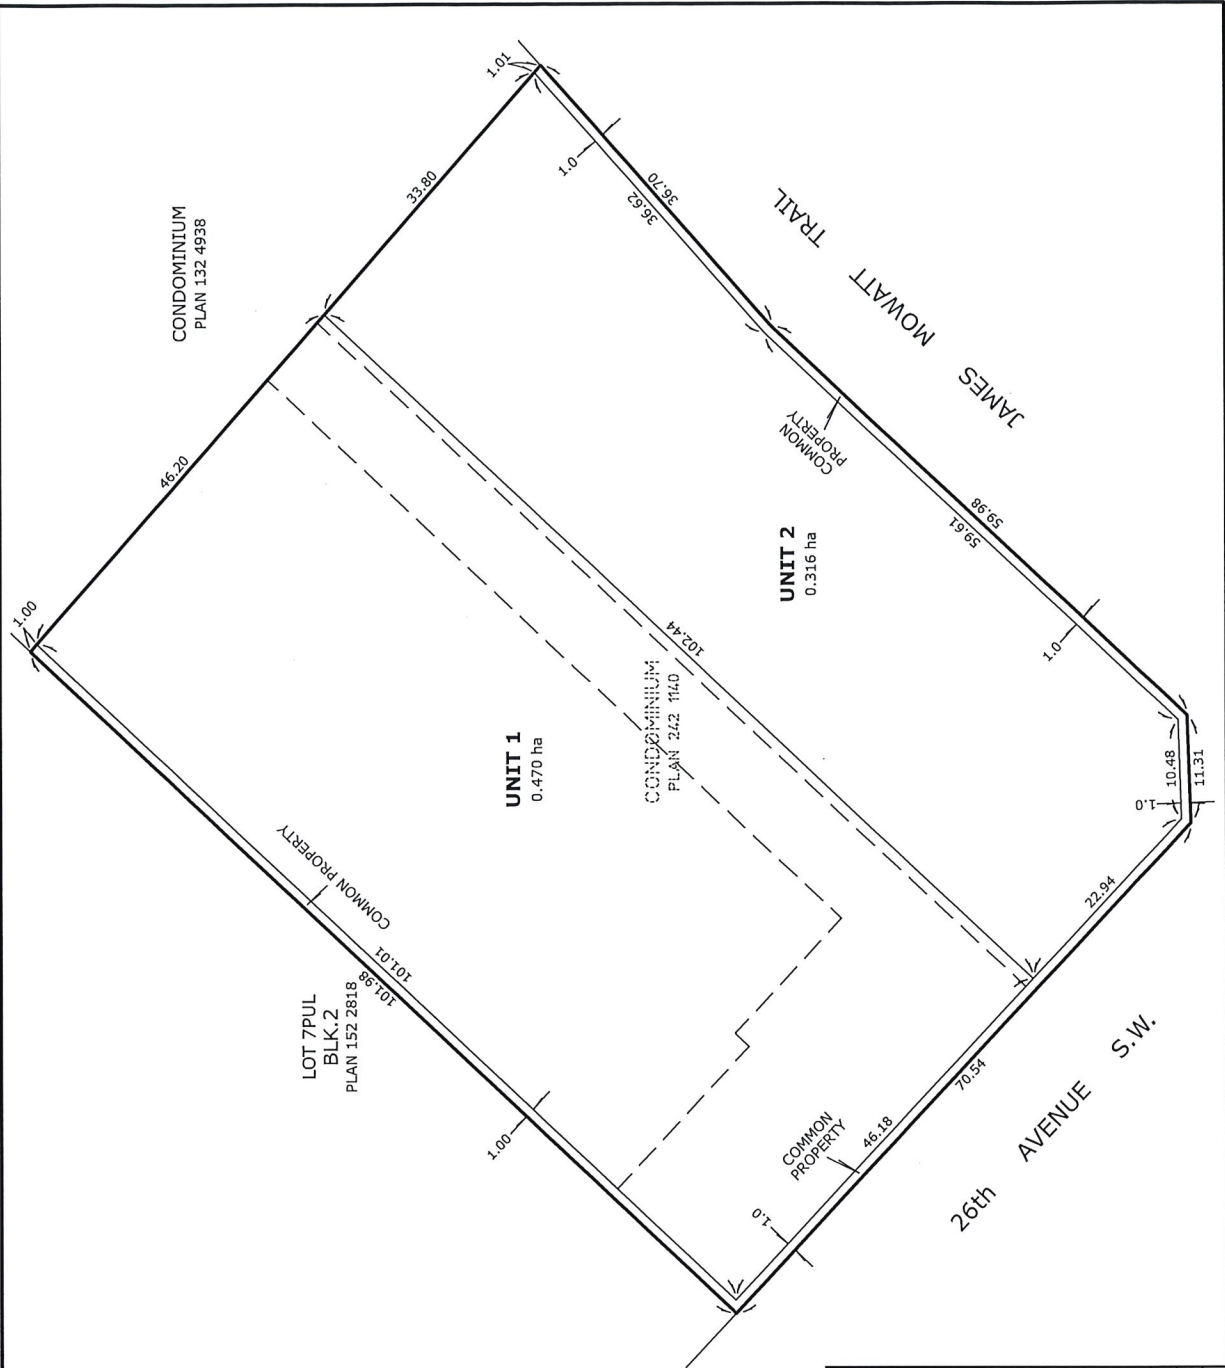 1.01
33.80
CONDOMINIUM
PLAN 132 4938
1.0
36.70
36.62
JAMES MOWATT TRAIL
46.20
COMMON
PROPERTY
1.00
59.98
59.61
UNIT 2
0.316 ha
102.44
1.0
CONDOMINIUM
PLAN 242 1140
UNIT 1
0.470 ha
10.48
11.31
1.0
COMMON PROPERTY
22.94
101.01
101.98
LOT 7PUL
BLK.2
PLAN 152 2818
70.54
1.00
46.18
COMMON
PROPERTY
26th AVENUE S.W.
1.0